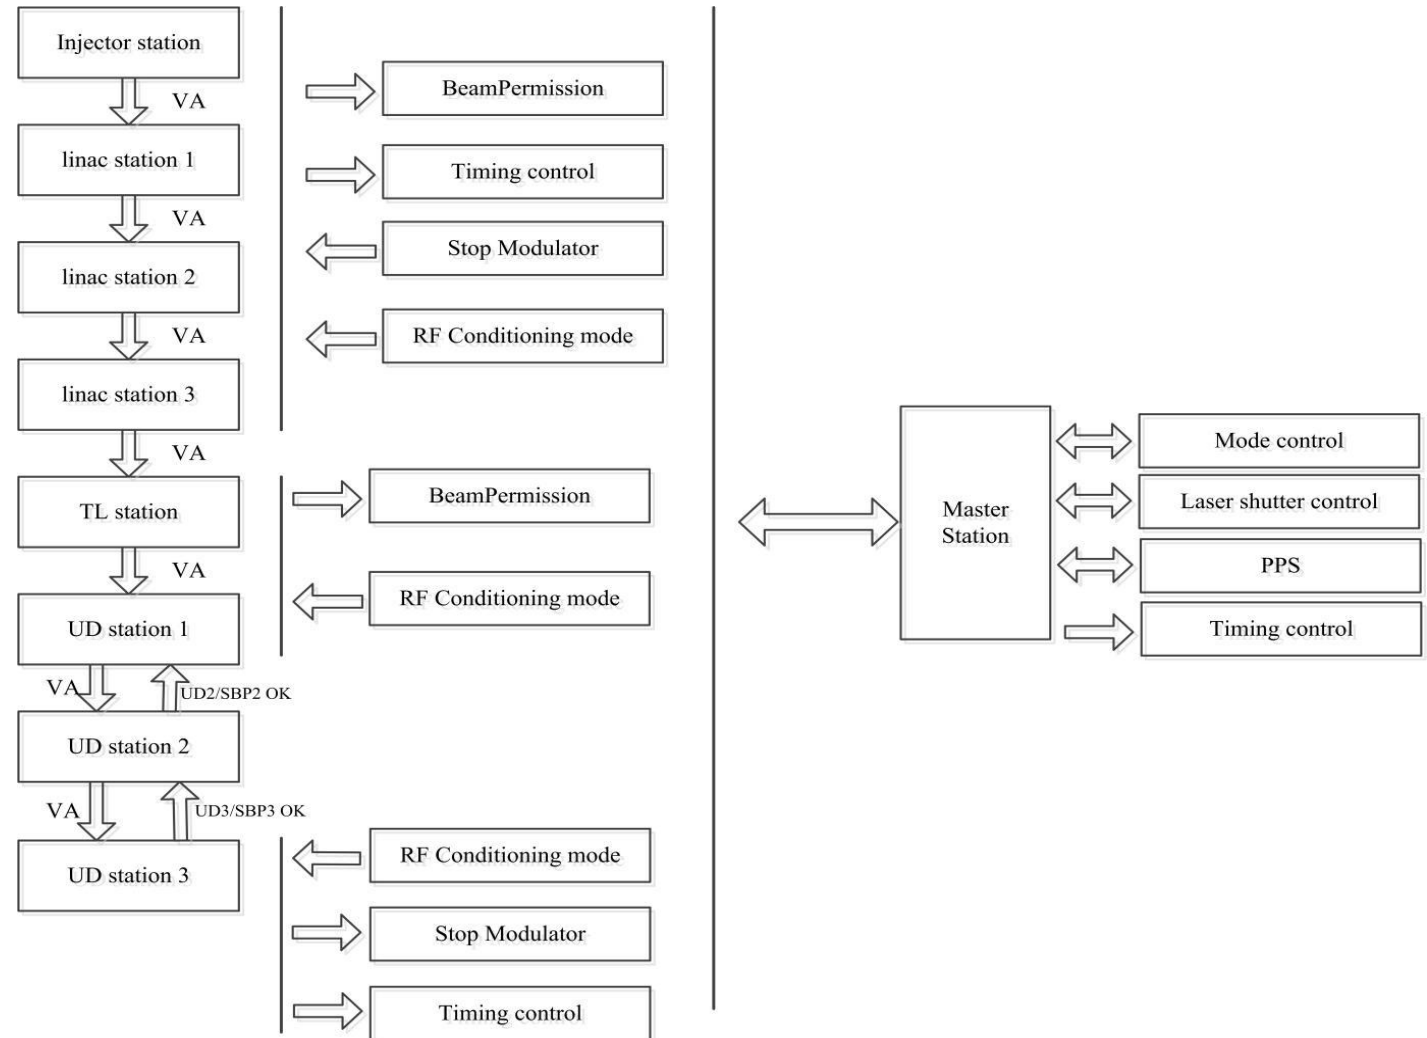 Injector station
VA
linac station 1
VA
linac station 2
VA
linac station 3
VA
TL station
VA
UD station 1
VA
UD2/SBP2 OK
UD station 2
VA
UD3/SBP3 OK
UD station 3
BeamPermission
Timing control
Stop Modulator
RF Conditioning mode
BeamPermission
RF Conditioning mode
RF Conditioning mode
Stop Modulator
Timing control
Master
Station
Mode control
Laser shutter control
PPS
Timing control